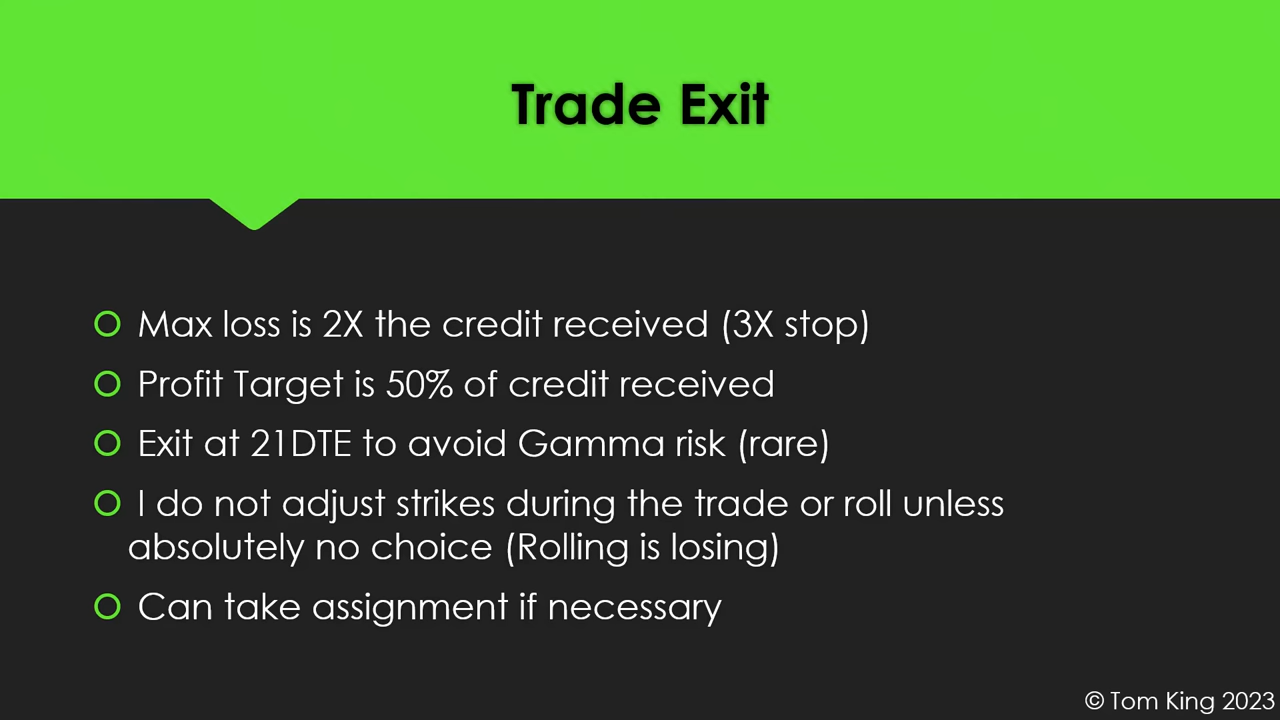 Trade Exit
Max loss is 2X the credit received (3X stop)
Profit Target is 50% of credit received
Exit at 21DTE to avoid Gamma risk (rare)
I do not adjust strikes during the trade or roll unless
absolutely no choice (Rolling is losing)
Can take assignment if necessary
© Tom King 2023